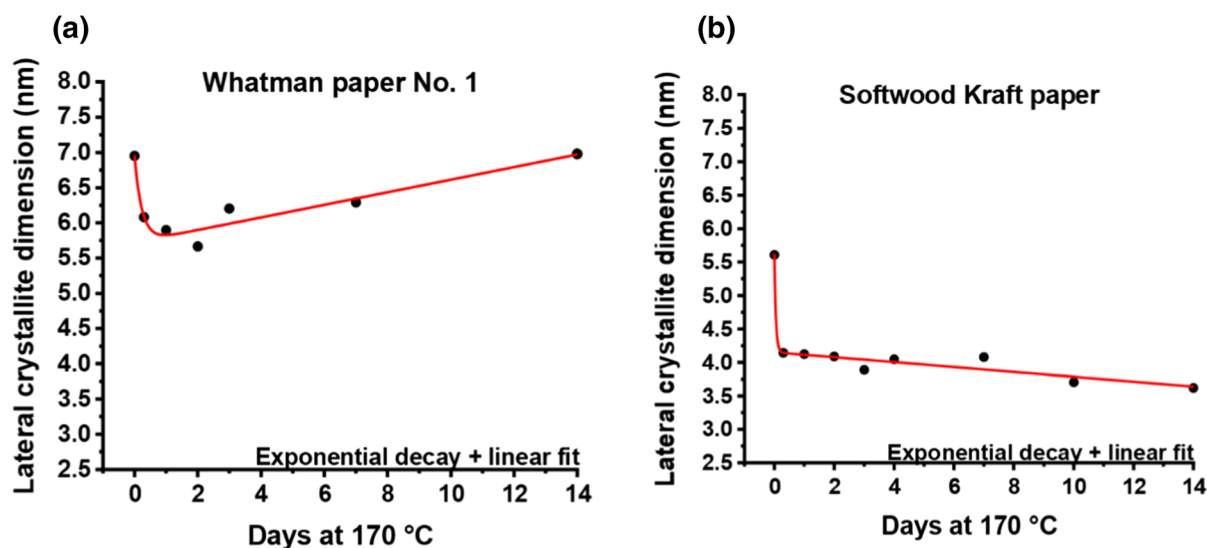 (a)
Whatman paper No. 1
Lateral crystallite dimension (nm)
8.0
7.5
7.0
6.5
6.0
5.5
5.0
4.5
4.0
3.5
3.0
2.5
Exponential decay + linear fit
0 2 4 6 8 10 12 14
Days at 170 °C
(b)
Softwood Kraft paper
Lateral crystallite dimension (nm)
8.0
7.5
7.0
6.5
6.0
5.5
5.0
4.5
4.0
3.5
3.0
2.5
Exponential decay + linear fit
0 2 4 6 8 10 12 14
Days at 170 °C